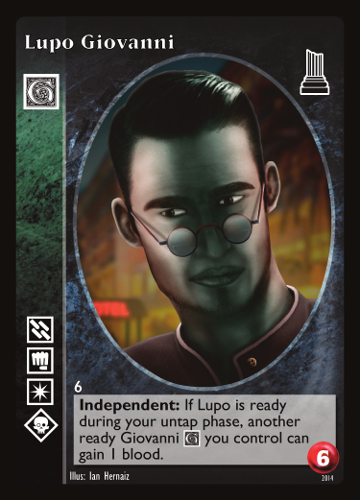 Lupo Giovanni
G
HOTEL
6
Independent: If Lupo is ready
during your untap phase, another
ready Giovanni G you control can
gain 1 blood.
6
Illus: Ian Hernaiz
2014